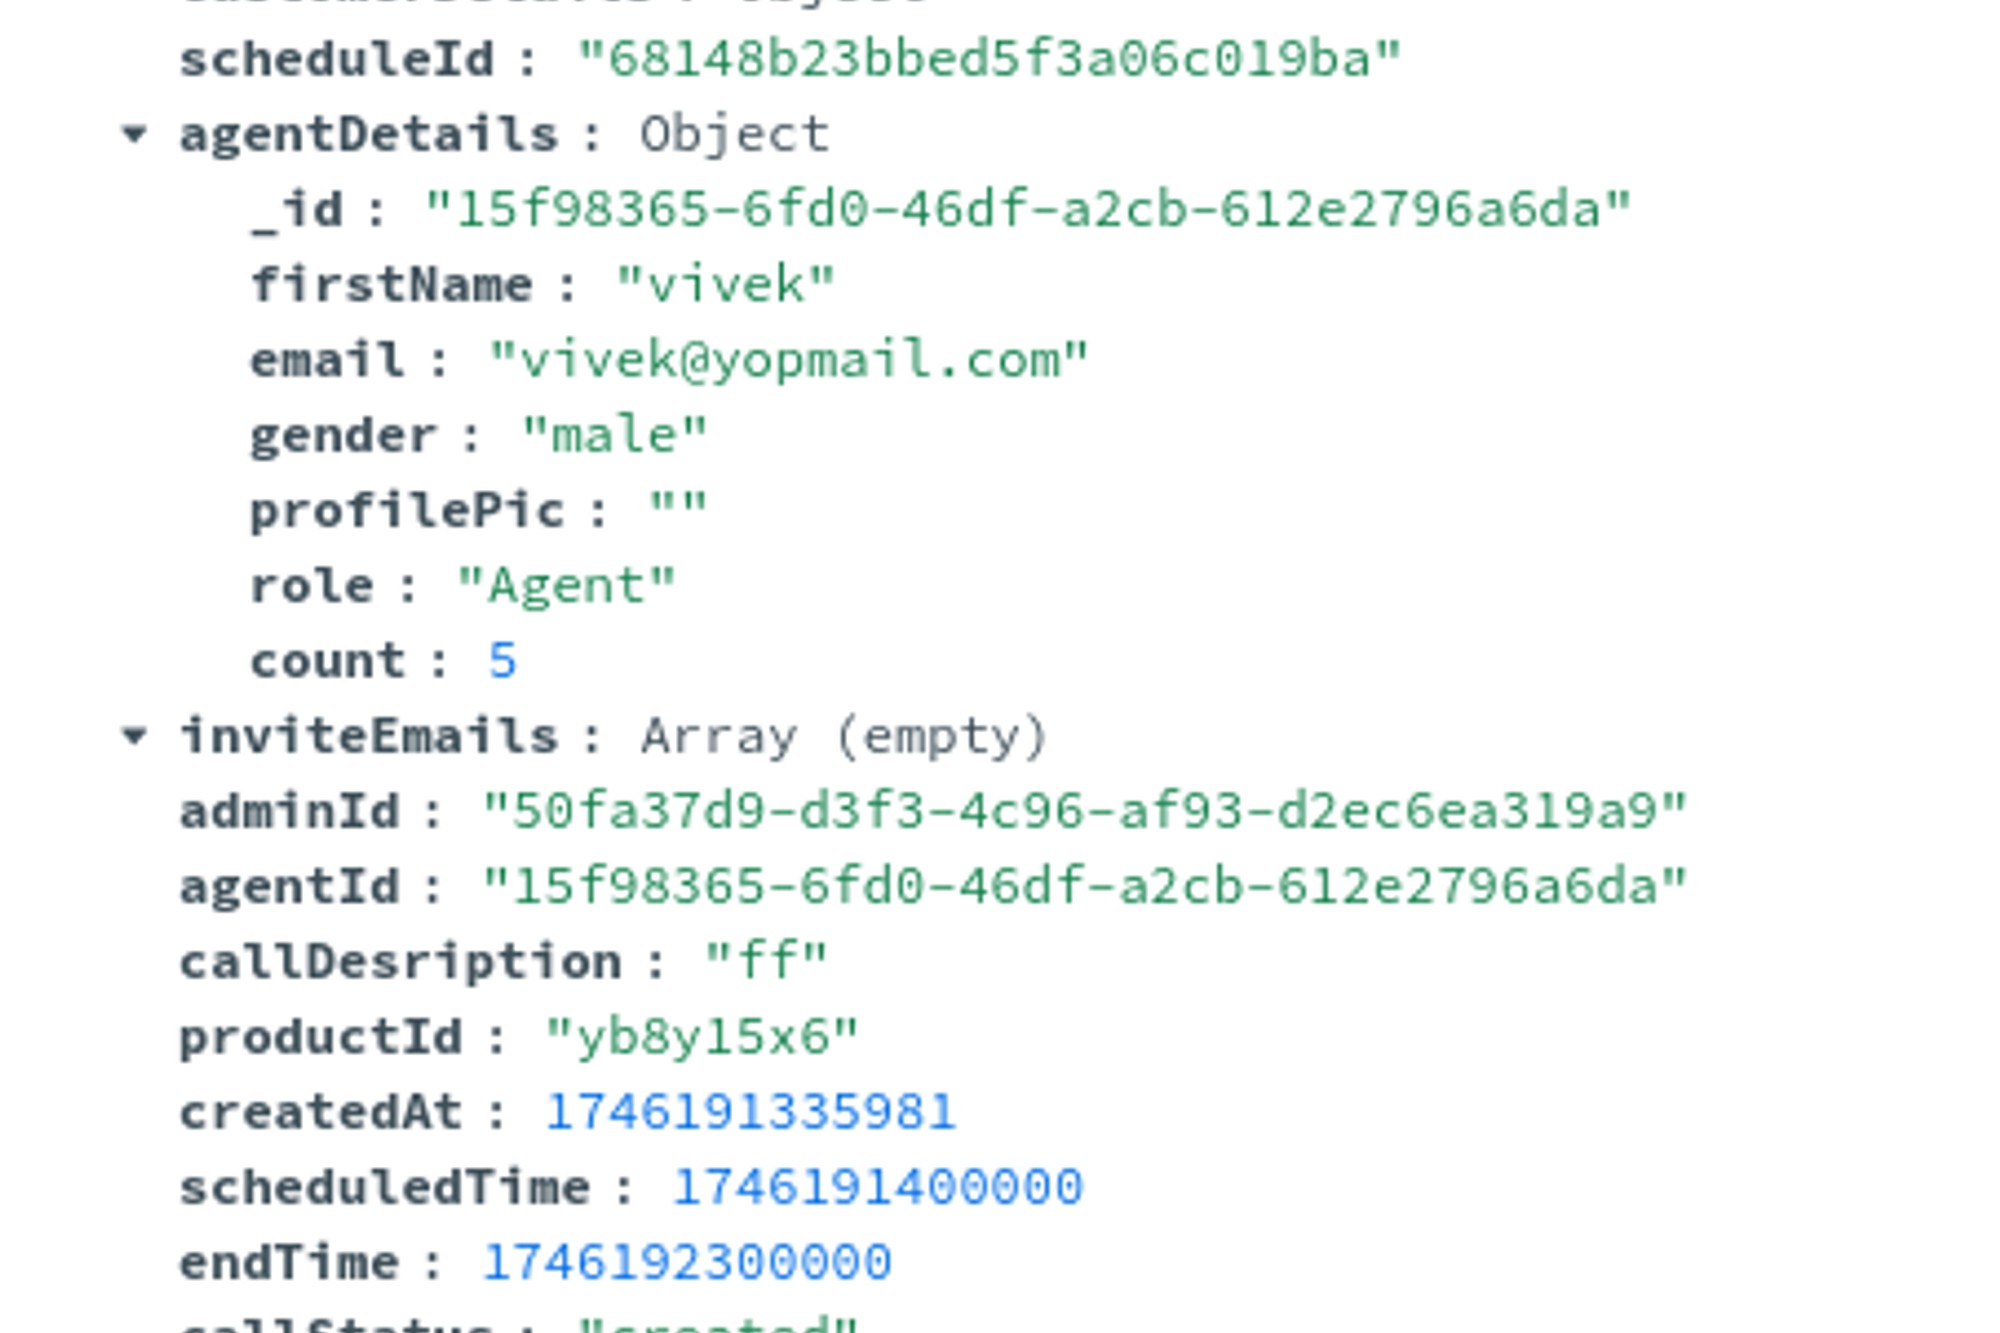 scheduleId : "68148b23bbed5f3a06c019ba"
agentDetails : Object
_id : "15f98365-6fd0-46df-a2cb-612e2796a6da"
firstName : "vivek"
email : "vivek@yopmail.com"
gender : "male"
profilePic : ""
role : "Agent"
count : 5
inviteEmails : Array (empty)
adminId : "50fa37d9-d3f3-4c96-af93-d2ec6ea319a9"
agentId : "15f98365-6fd0-46df-a2cb-612e2796a6da"
callDesription : "ff"
productId : "yb8y15x6"
createdAt : 1746191335981
scheduledTime : 1746191400000
endTime : 1746192300000
callStatus : "created"